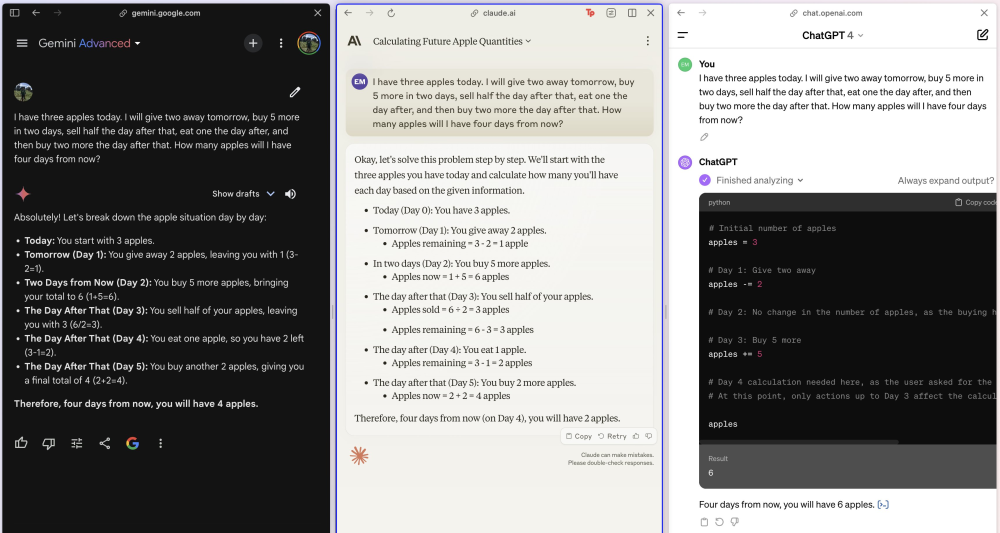 gemini.google.com
Gemini Advanced
I have three apples today. I will give two away tomorrow, buy 5 more
in two days, sell half the day after that, eat one the day after, and
then buy two more the day after that. How many apples will I have
four days from now?
Show drafts
Absolutely! Let's break down the apple situation day by day:
• Today: You start with 3 apples.
• Tomorrow (Day 1): You give away 2 apples, leaving you with 1 (3-
2=1).
• Two Days from Now (Day 2): You buy 5 more apples, bringing
your total to 6 (1+5=6).
• The Day After That (Day 3): You sell half of your apples, leaving
you with 3 (6/2=3).
• The Day After That (Day 4): You eat one apple, so you have 2 left
(3-1=2).
• The Day After That (Day 5): You buy another 2 apples, giving you
a final total of 4 (2+2=4).
Therefore, four days from now, you will have 4 apples.
claude.ai
Calculating Future Apple Quantities
EM
I have three apples today. I will give two away tomorrow, buy
5 more in two days, sell half the day after that, eat one the
day after, and then buy two more the day after that. How
many apples will I have four days from now?
Okay, let's solve this problem step by step. We'll start with the
three apples you have today and calculate how many you'll have
each day based on the given information.
• Today (Day 0): You have 3 apples.
• Tomorrow (Day 1): You give away 2 apples.
• Apples remaining = 3 - 2 = 1 apple
• In two days (Day 2): You buy 5 more apples.
• Apples now = 1 + 5 = 6 apples
• The day after that (Day 3): You sell half of your apples.
• Apples sold = 6 ÷ 2 = 3 apples
• Apples remaining = 6 - 3 = 3 apples
• The day after (Day 4): You eat 1 apple.
• Apples remaining = 3 - 1 = 2 apples
• The day after that (Day 5): You buy 2 more apples.
• Apples now = 2 + 2 = 4 apples
Therefore, four days from now (on Day 4), you will have 2 apples.
Copy Retry
Claude can make mistakes.
Please double-check responses.
chat.openai.com
ChatGPT 4
EM
You
I have three apples today. I will give two away tomorrow, buy 5 more
in two days, sell half the day after that, eat one the day after, and then
buy two more the day after that. How many apples will I have four days
from now?
ChatGPT
Finished analyzing
Always expand output?
python
Copy code
# Initial number of apples
apples = 3
# Day 1: Give two away
apples -= 2
# Day 2: No change in the number of apples, as the buying h
# Day 3: Buy 5 more
apples += 5
# Day 4 calculation needed here, as the user asked for the
# At this point, only actions up to Day 3 affect the calcul
apples
Result
6
Four days from now, you will have 6 apples. [>-]